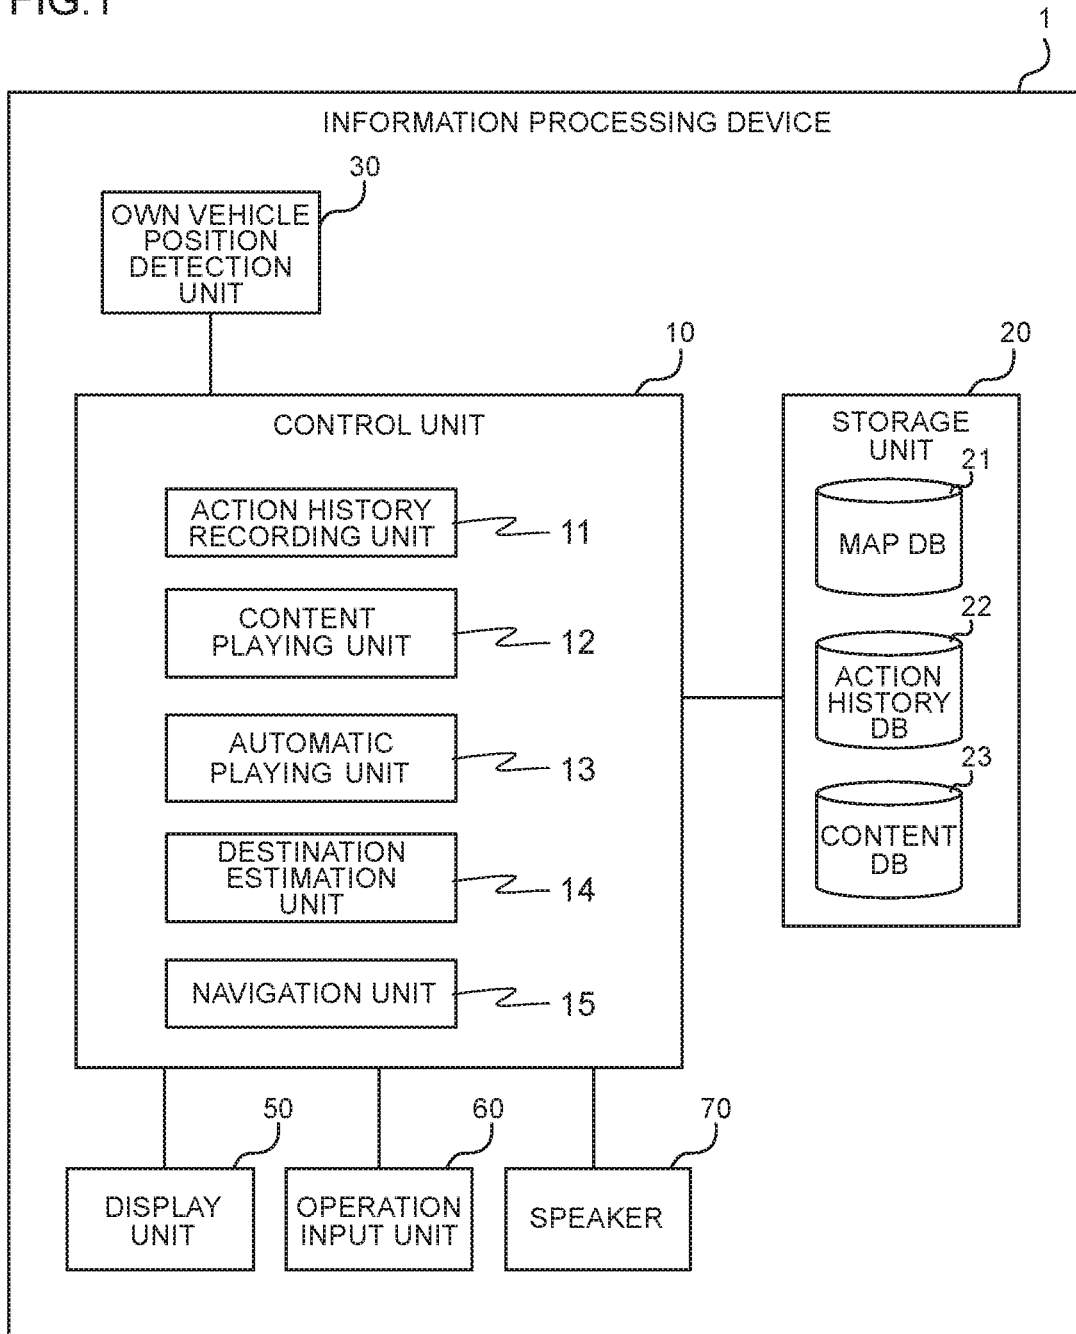 FIG.1
1
INFORMATION PROCESSING DEVICE
30
OWN VEHICLE
POSITION
DETECTION
UNIT
10
20
CONTROL UNIT
STORAGE
UNIT
ACTION HISTORY
RECORDING UNIT
11
CONTENT
PLAYING UNIT
12
AUTOMATIC
PLAYING UNIT
13
DESTINATION
ESTIMATION
UNIT
14
NAVIGATION UNIT
15
21
MAP DB
22
ACTION
HISTORY
DB
23
CONTENT
DB
50
60
70
DISPLAY
UNIT
OPERATION
INPUT UNIT
SPEAKER